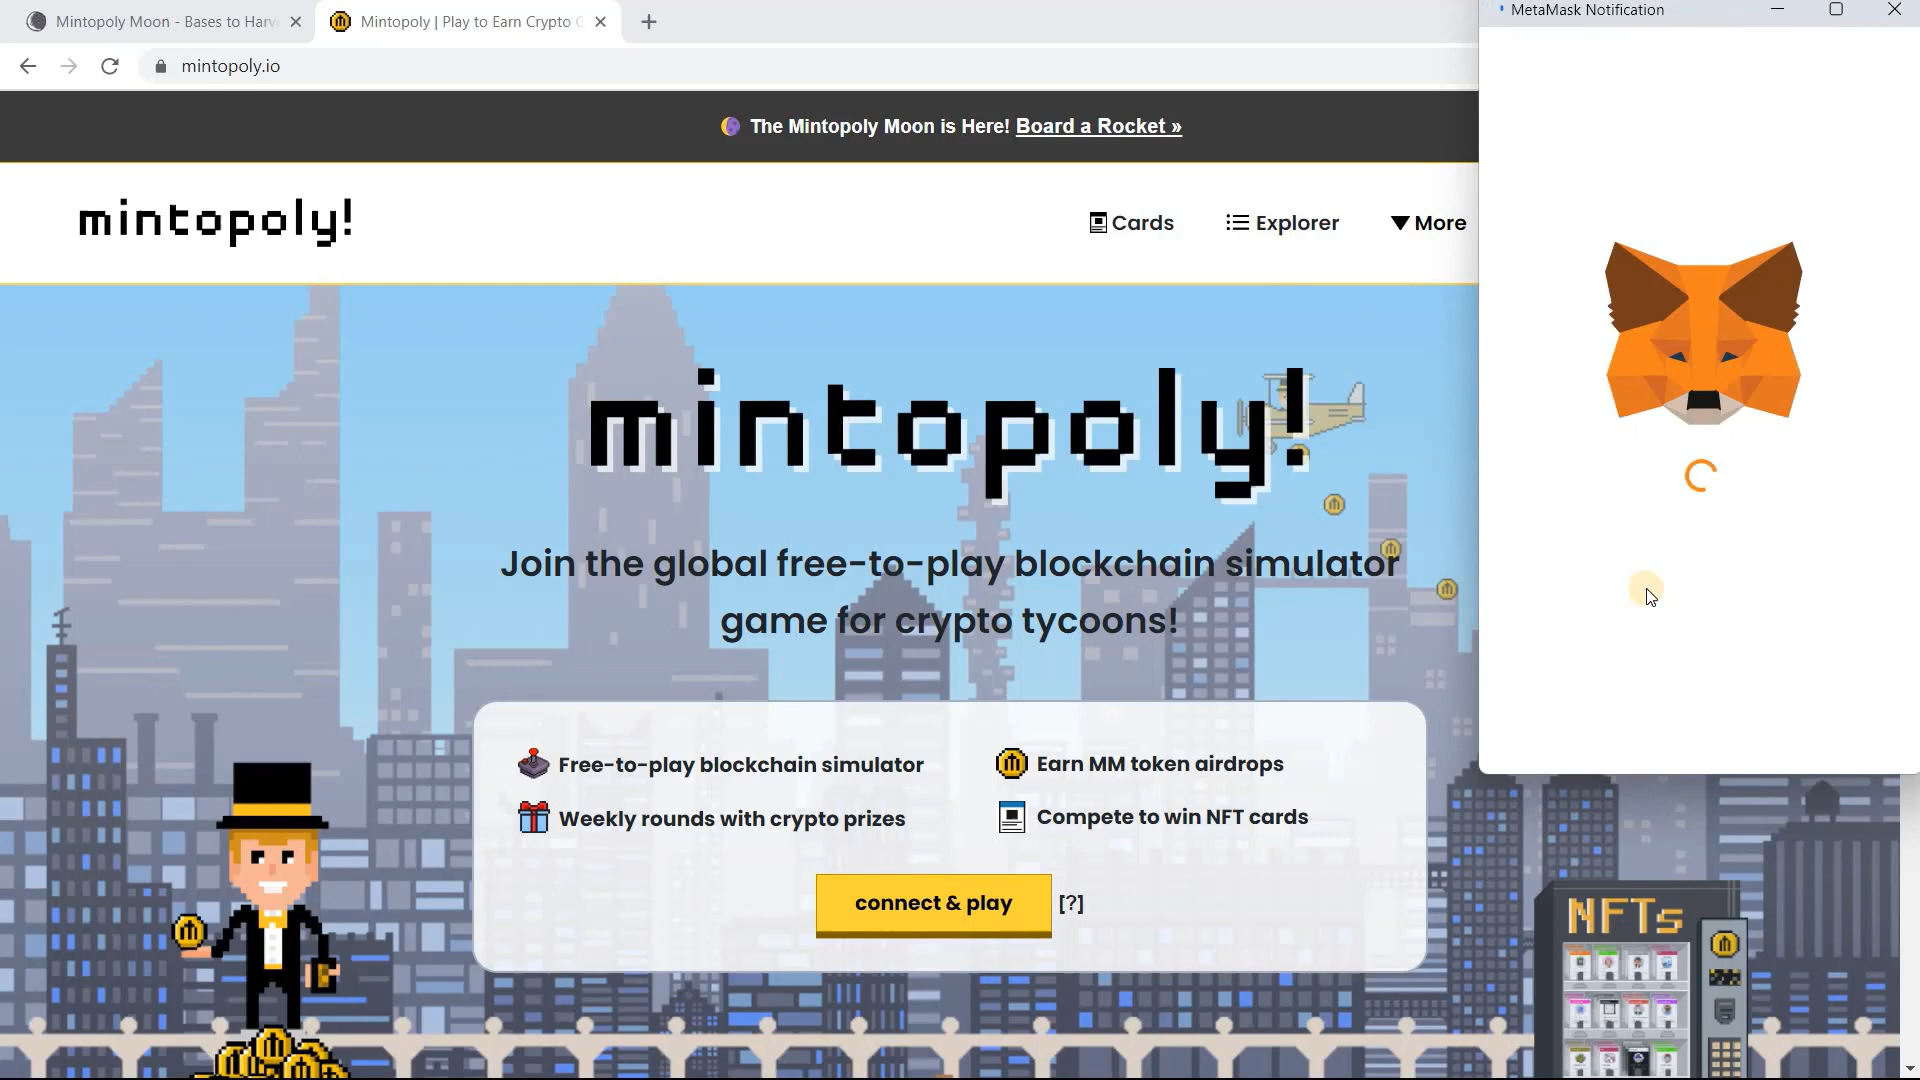 Mintopoly Moon - Bases to Harv
Mintopoly | Play to Earn Crypto G
MetaMask Notification
mintopoly.io
The Mintopoly Moon is Here! Board a Rocket »
mintopoly!
Cards
Explorer
More
mintopoly!
Join the global free-to-play blockchain simulator
game for crypto tycoons!
Free-to-play blockchain simulator
Earn MM token airdrops
Weekly rounds with crypto prizes
Compete to win NFT cards
connect & play [?]
NFTs